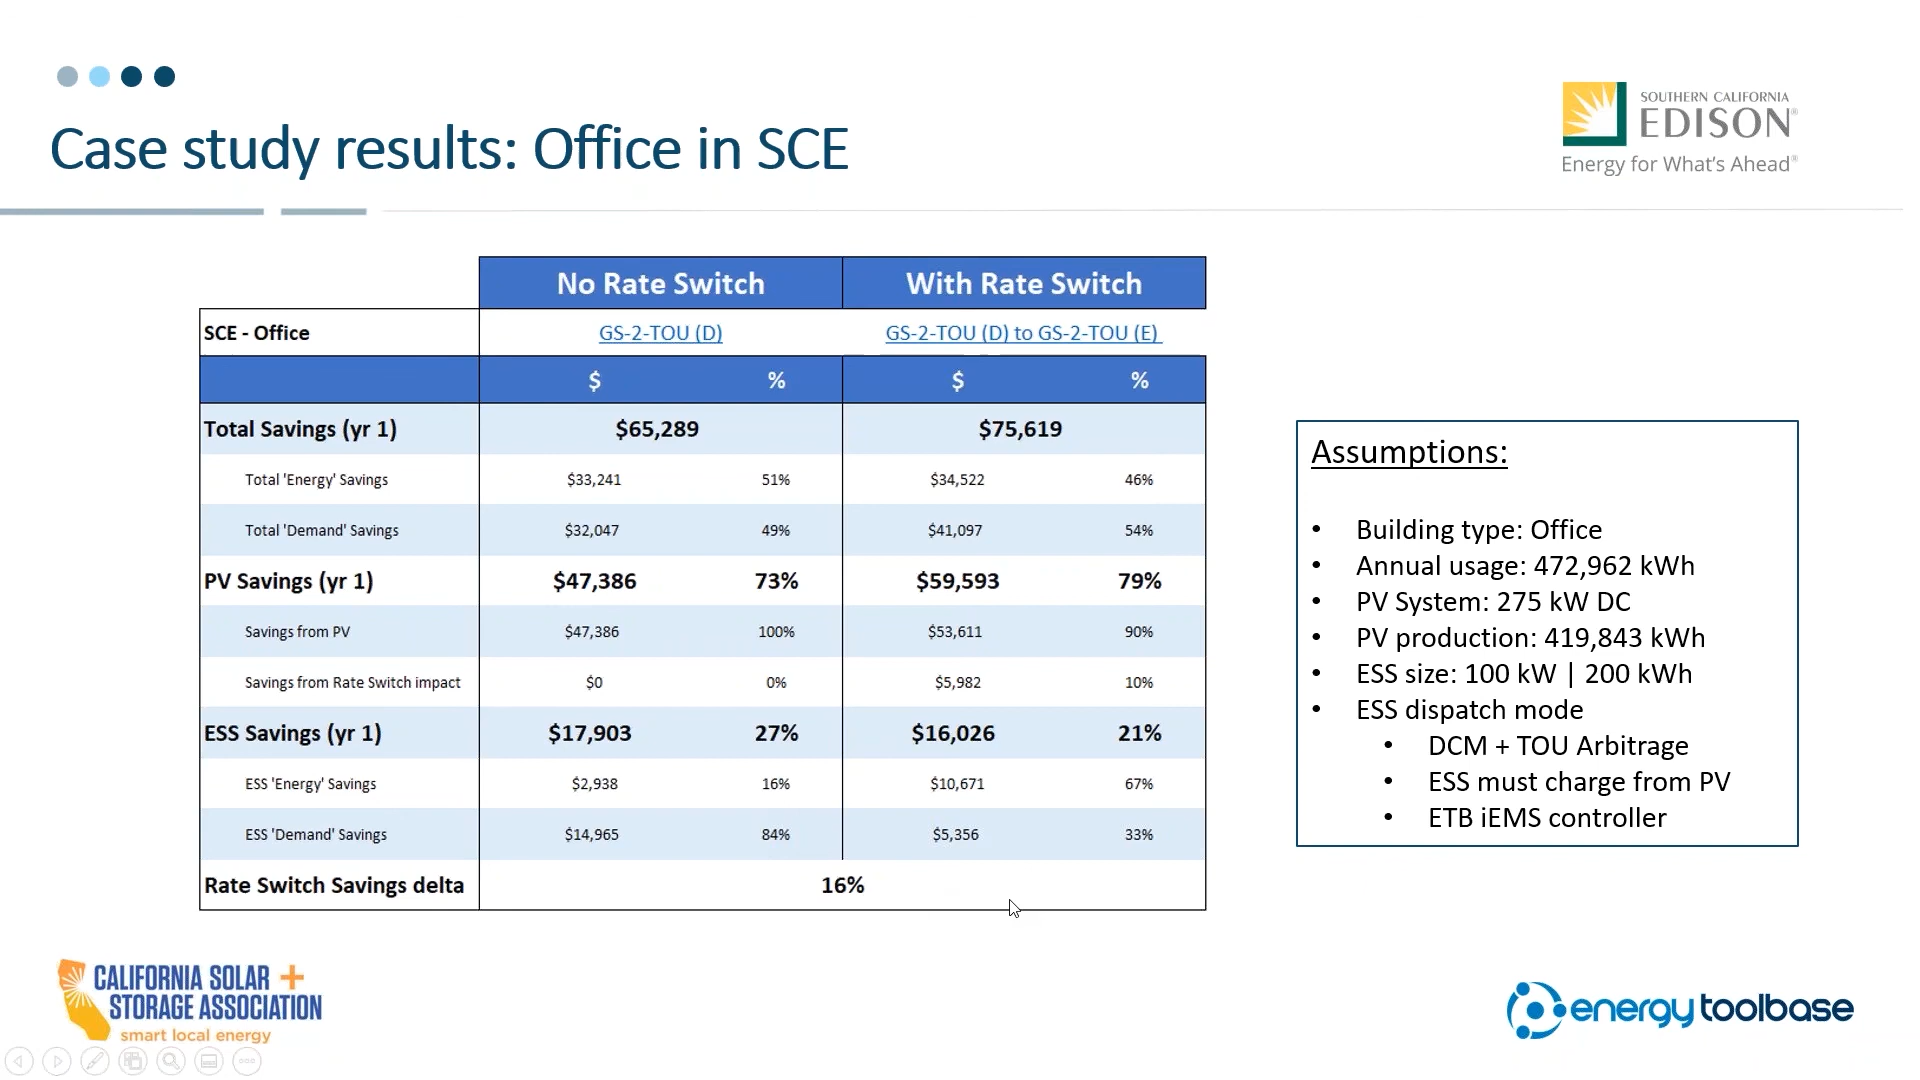 Case study results: Office in SCE
SOUTHERN CALIFORNIA
EDISON®
Energy for What's Ahead®
No Rate Switch With Rate Switch
SCE - Office GS-2-TOU (D) GS-2-TOU (D) to GS-2-TOU (E)
$ % $ %
Total Savings (yr 1) $65,289 $75,619
Total 'Energy' Savings $33,241 51% $34,522 46%
Total 'Demand' Savings $32,047 49% $41,097 54%
PV Savings (yr 1) $47,386 73% $59,593 79%
Savings from PV $47,386 100% $53,611 90%
Savings from Rate Switch impact $0 0% $5,982 10%
ESS Savings (yr 1) $17,903 27% $16,026 21%
ESS 'Energy' Savings $2,938 16% $10,671 67%
ESS 'Demand' Savings $14,965 84% $5,356 33%
Rate Switch Savings delta 16%
Assumptions:
• Building type: Office
• Annual usage: 472,962 kWh
• PV System: 275 kW DC
• PV production: 419,843 kWh
• ESS size: 100 kW | 200 kWh
• ESS dispatch mode
• DCM + TOU Arbitrage
• ESS must charge from PV
• ETB iEMS controller
CALIFORNIA SOLAR +
STORAGE ASSOCIATION
smart local energy
energy toolbase